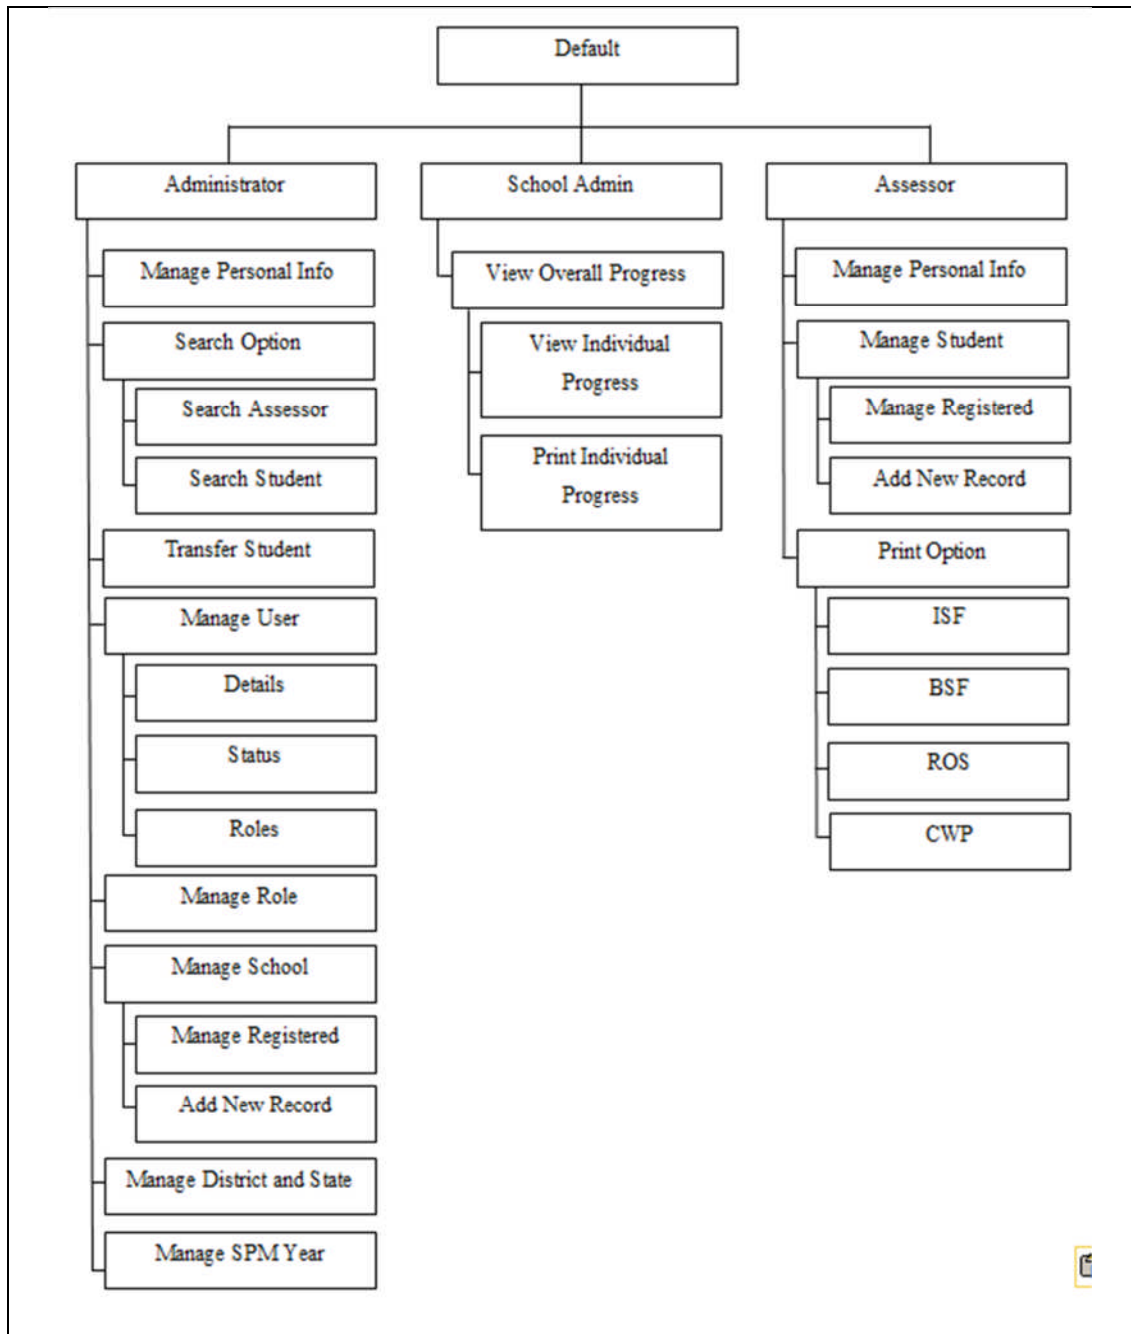 Default
Administrator
Manage Personal Info
Search Option
Search Assessor
Search Student
Transfer Student
Manage User
Details
Status
Roles
Manage Role
Manage School
Manage Registered
Add New Record
Manage District and State
Manage SPM Year
School Admin
View Overall Progress
View Individual
Progress
Print Individual
Progress
Assessor
Manage Personal Info
Manage Student
Manage Registered
Add New Record
Print Option
ISF
BSF
ROS
CWP